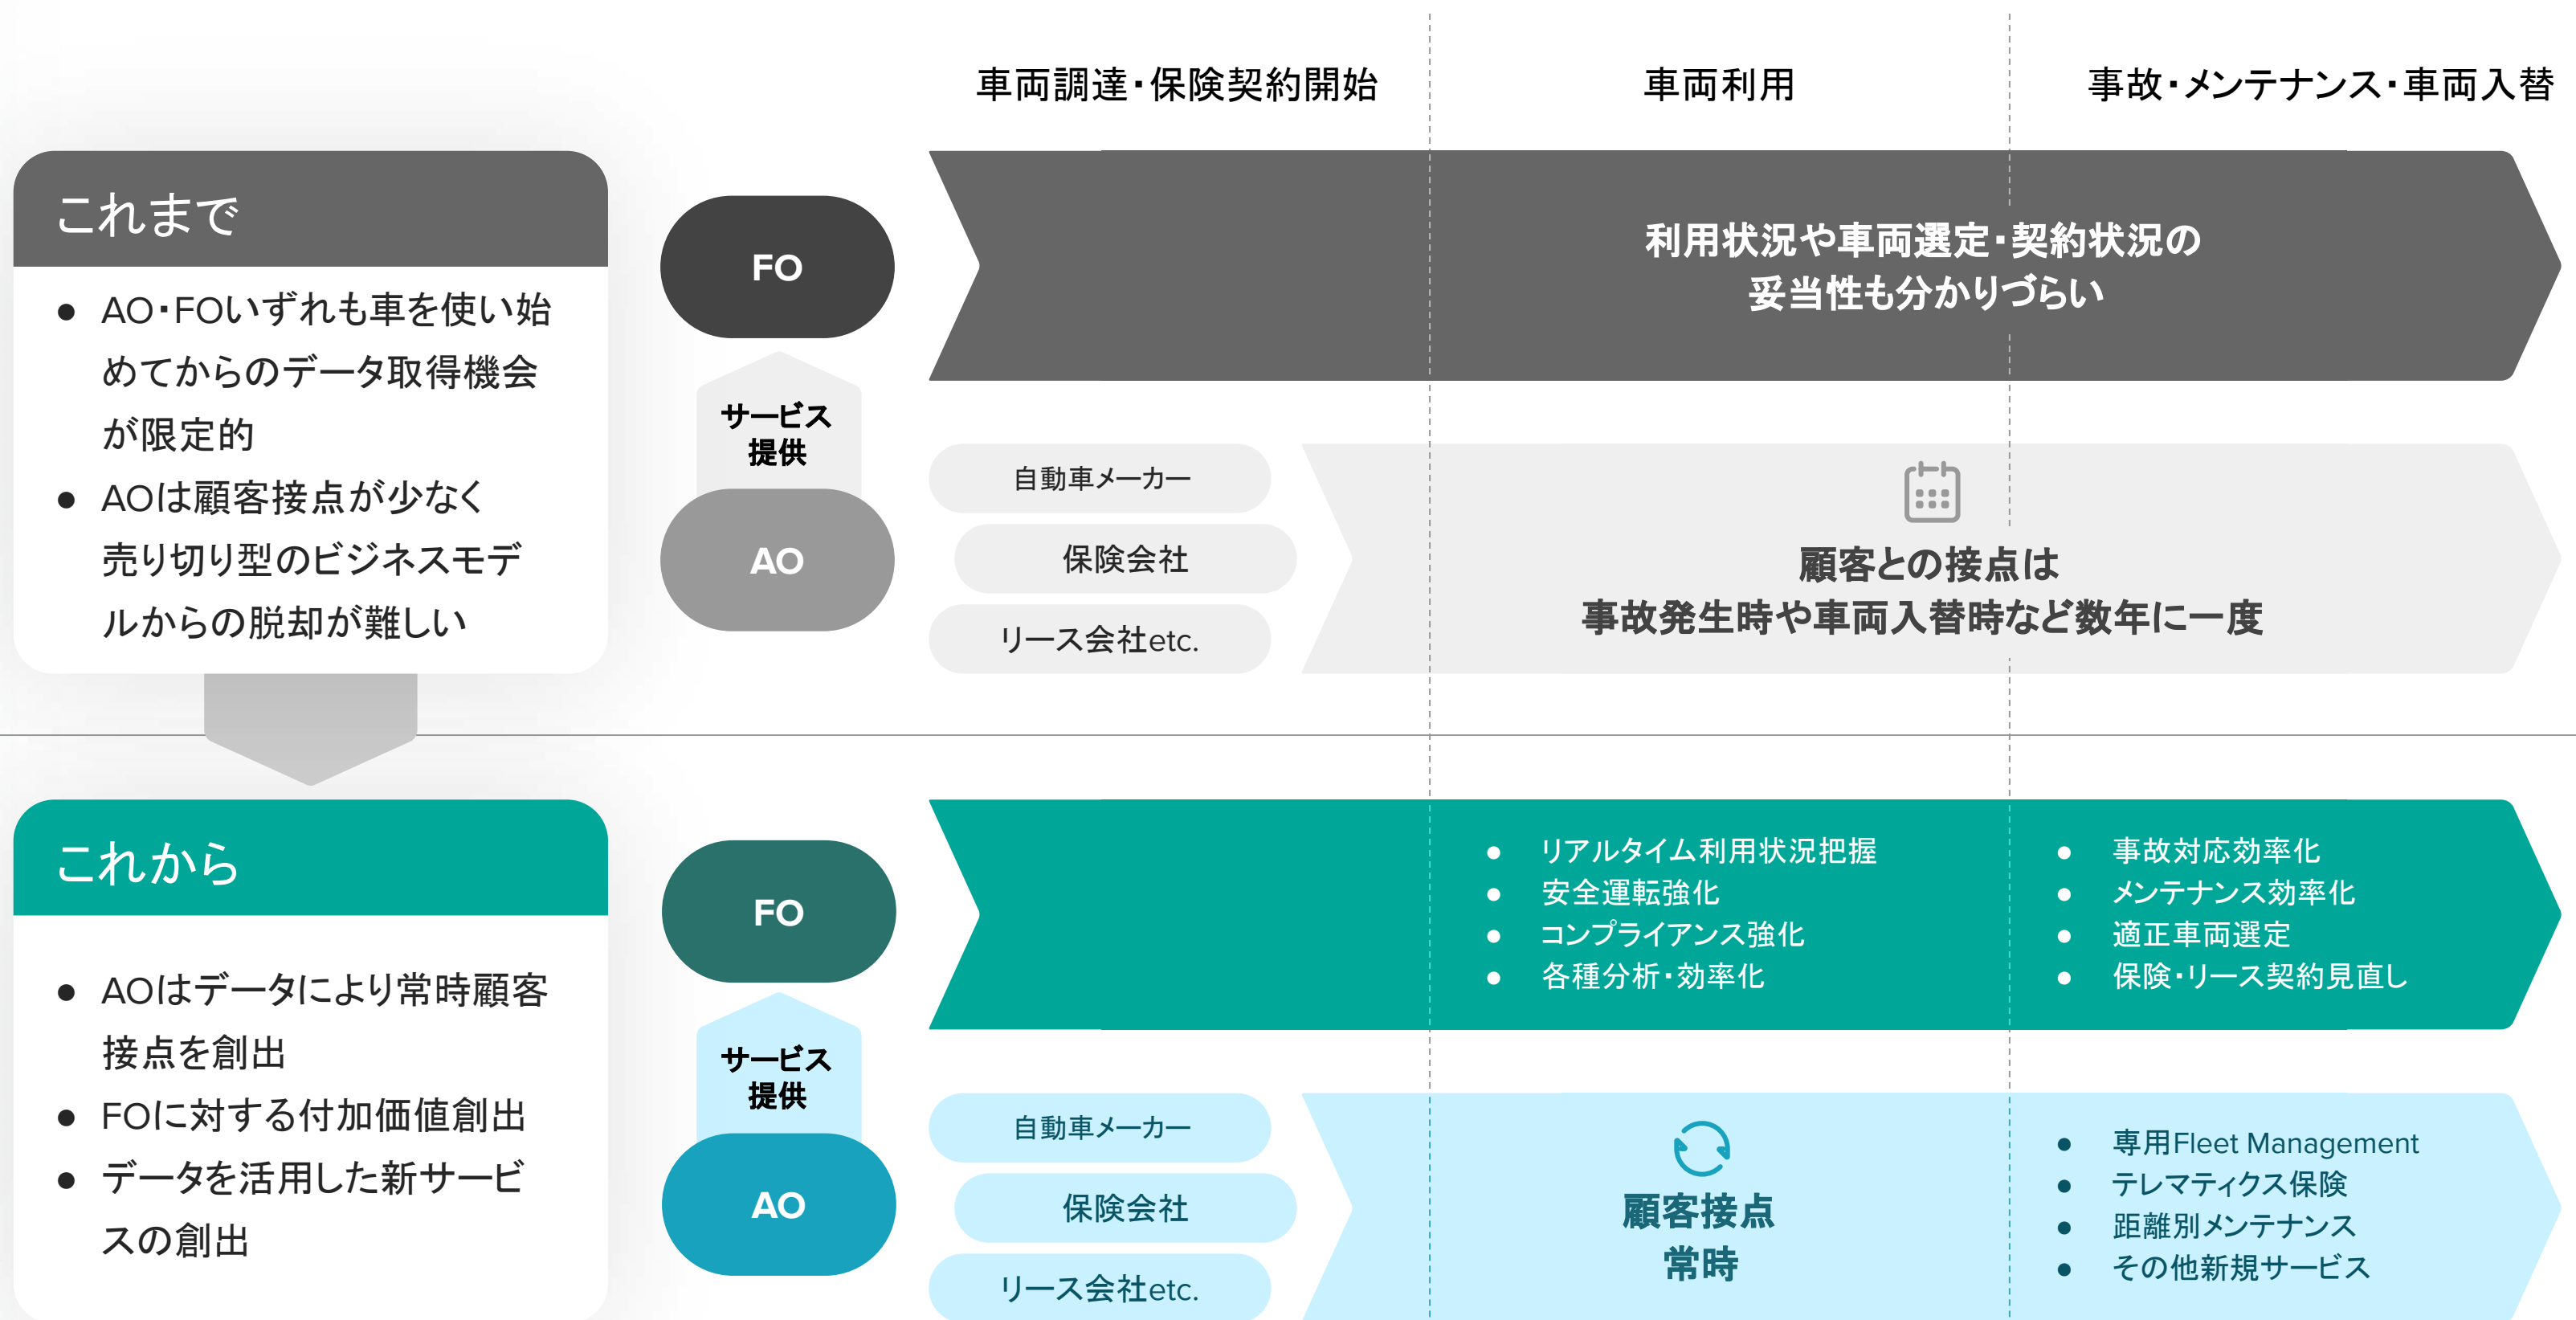 車両調達・保険契約開始
車両利用
事故・メンテナンス・車両入替
これまで
● AO・FOいずれも車を使い始
めてからのデータ取得機会
が限定的
● AOは顧客接点が少なく
売り切り型のビジネスモデ
ルからの脱却が難しい
FO
サービス
提供
AO
利用状況や車両選定・契約状況の
妥当性も分かりづらい
自動車メーカー
保険会社
リース会社etc.
顧客との接点は
事故発生時や車両入替時など数年に一度
これから
● AOはデータにより常時顧客
接点を創出
● FOに対する付加価値創出
● データを活用した新サービ
スの創出
FO
サービス
提供
AO
● リアルタイム利用状況把握
● 安全運転強化
● コンプライアンス強化
● 各種分析・効率化
● 事故対応効率化
● メンテナンス効率化
● 適正車両選定
● 保険・リース契約見直し
自動車メーカー
保険会社
リース会社etc.
顧客接点
常時
● 専用Fleet Management
● テレマティクス保険
● 距離別メンテナンス
● その他新規サービス